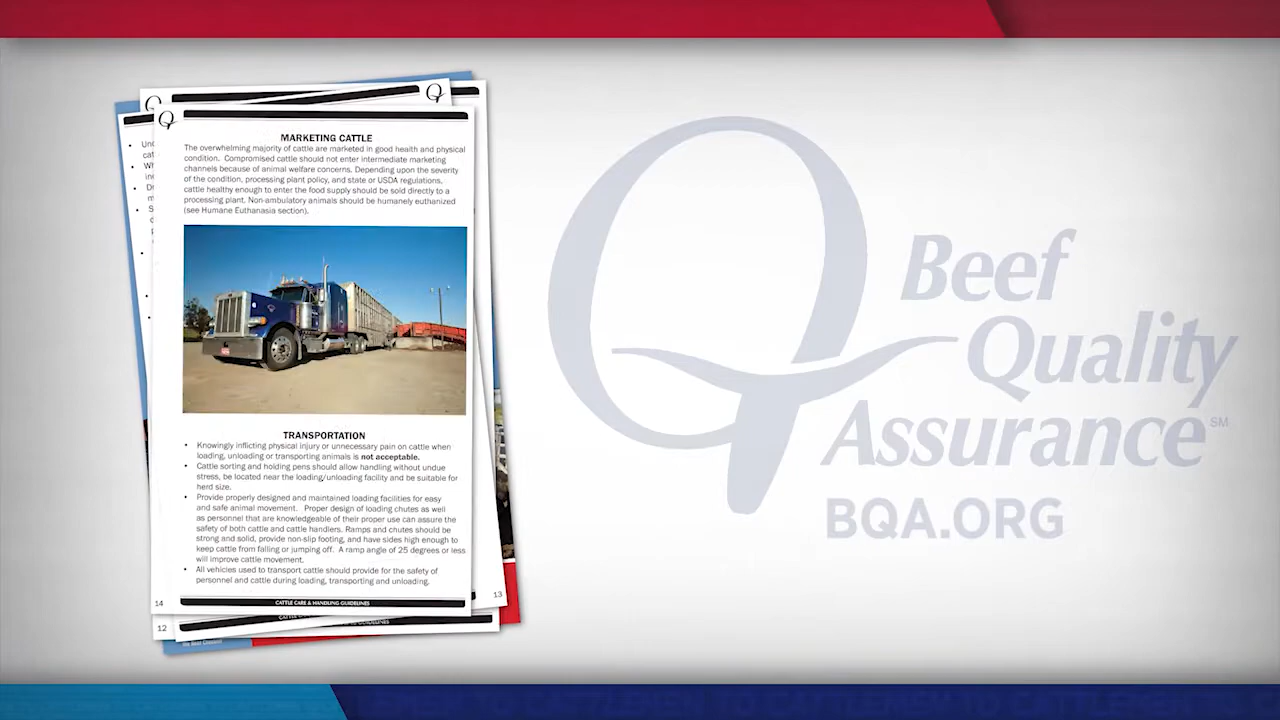 MARKETING CATTLE
The overwhelming majority of cattle are marketed in good health and physical
condition. Compromised cattle should not enter intermediate marketing
channels because of animal welfare concerns. Depending upon the severity
of the condition, processing plant policy, and state or USDA regulations,
cattle healthy enough to enter the food supply should be sold directly to a
processing plant. Non-ambulatory animals should be humanely euthanized
(see Humane Euthanasia section).
TRANSPORTATION
• Knowingly inflicting physical injury or unnecessary pain on cattle when
loading, unloading or transporting animals is not acceptable.
• Cattle sorting and holding pens should allow handling without undue
stress, be located near the loading/unloading facility and be suitable for
herd size.
• Provide properly designed and maintained loading facilities for easy
and safe animal movement. Proper design of loading chutes as well
as personnel that are knowledgeable of their proper use can assure the
safety of both cattle and cattle handlers. Ramps and chutes should be
strong and solid, provide non-slip footing, and have sides high enough to
keep cattle from falling or jumping off. A ramp angle of 25 degrees or less
will improve cattle movement.
• All vehicles used to transport cattle should provide for the safety of
personnel and cattle during loading, transporting and unloading.
14
CATTLE CARE & HANDLING GUIDELINES
13
12
Beef
Quality
Assurance℠
BQA.ORG